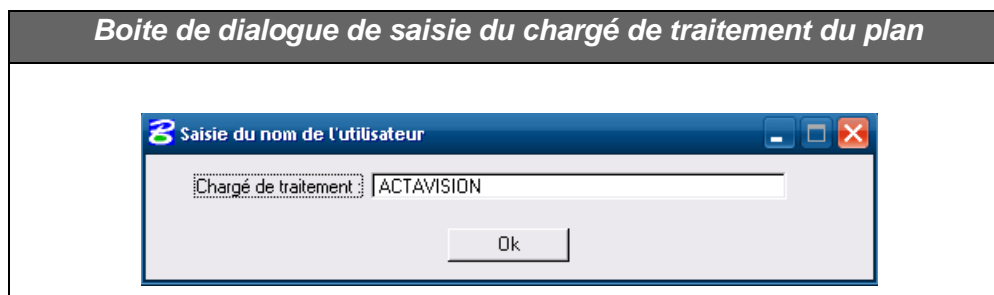 Boite de dialogue de saisie du chargé de traitement du plan
Saisie du nom de l'utilisateur
Chargé de traitement : ACTAVISION
Ok